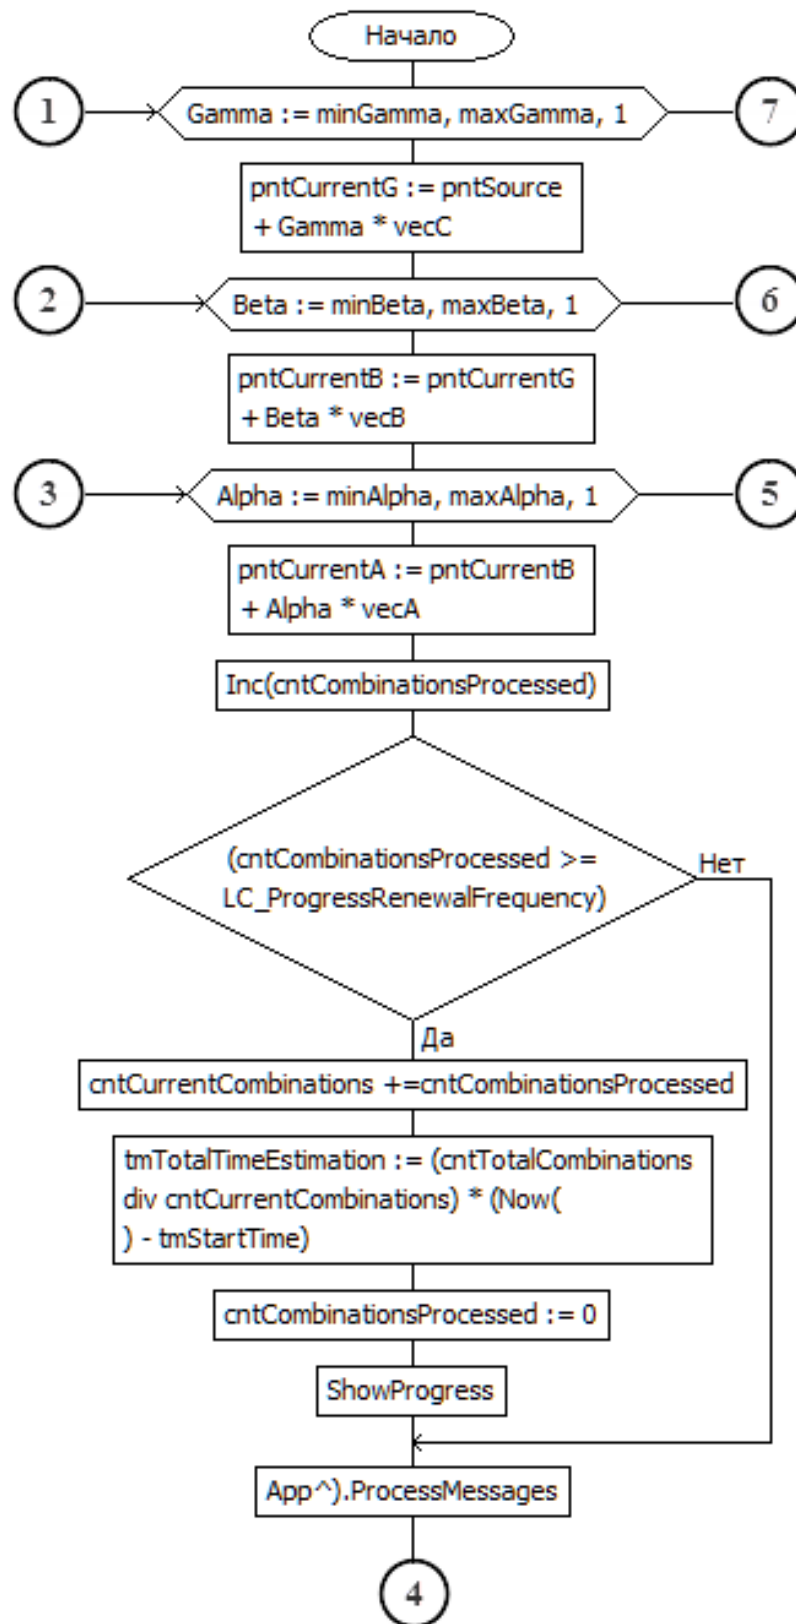 Начало
1
Gamma := minGamma, maxGamma, 1
7
pntCurrentG := pntSource
+ Gamma * vecC
2
Beta := minBeta, maxBeta, 1
6
pntCurrentB := pntCurrentG
+ Beta * vecB
3
Alpha := minAlpha, maxAlpha, 1
5
pntCurrentA := pntCurrentB
+ Alpha * vecA
Inc(cntCombinationsProcessed)
(cntCombinationsProcessed >=
LC_ProgressRenewalFrequency)
Нет
Да
cntCurrentCombinations +=cntCombinationsProcessed
tmTotalTimeEstimation := (cntTotalCombinations
div cntCurrentCombinations) * (Now(
) - tmStartTime)
cntCombinationsProcessed := 0
ShowProgress
App^).ProcessMessages
4